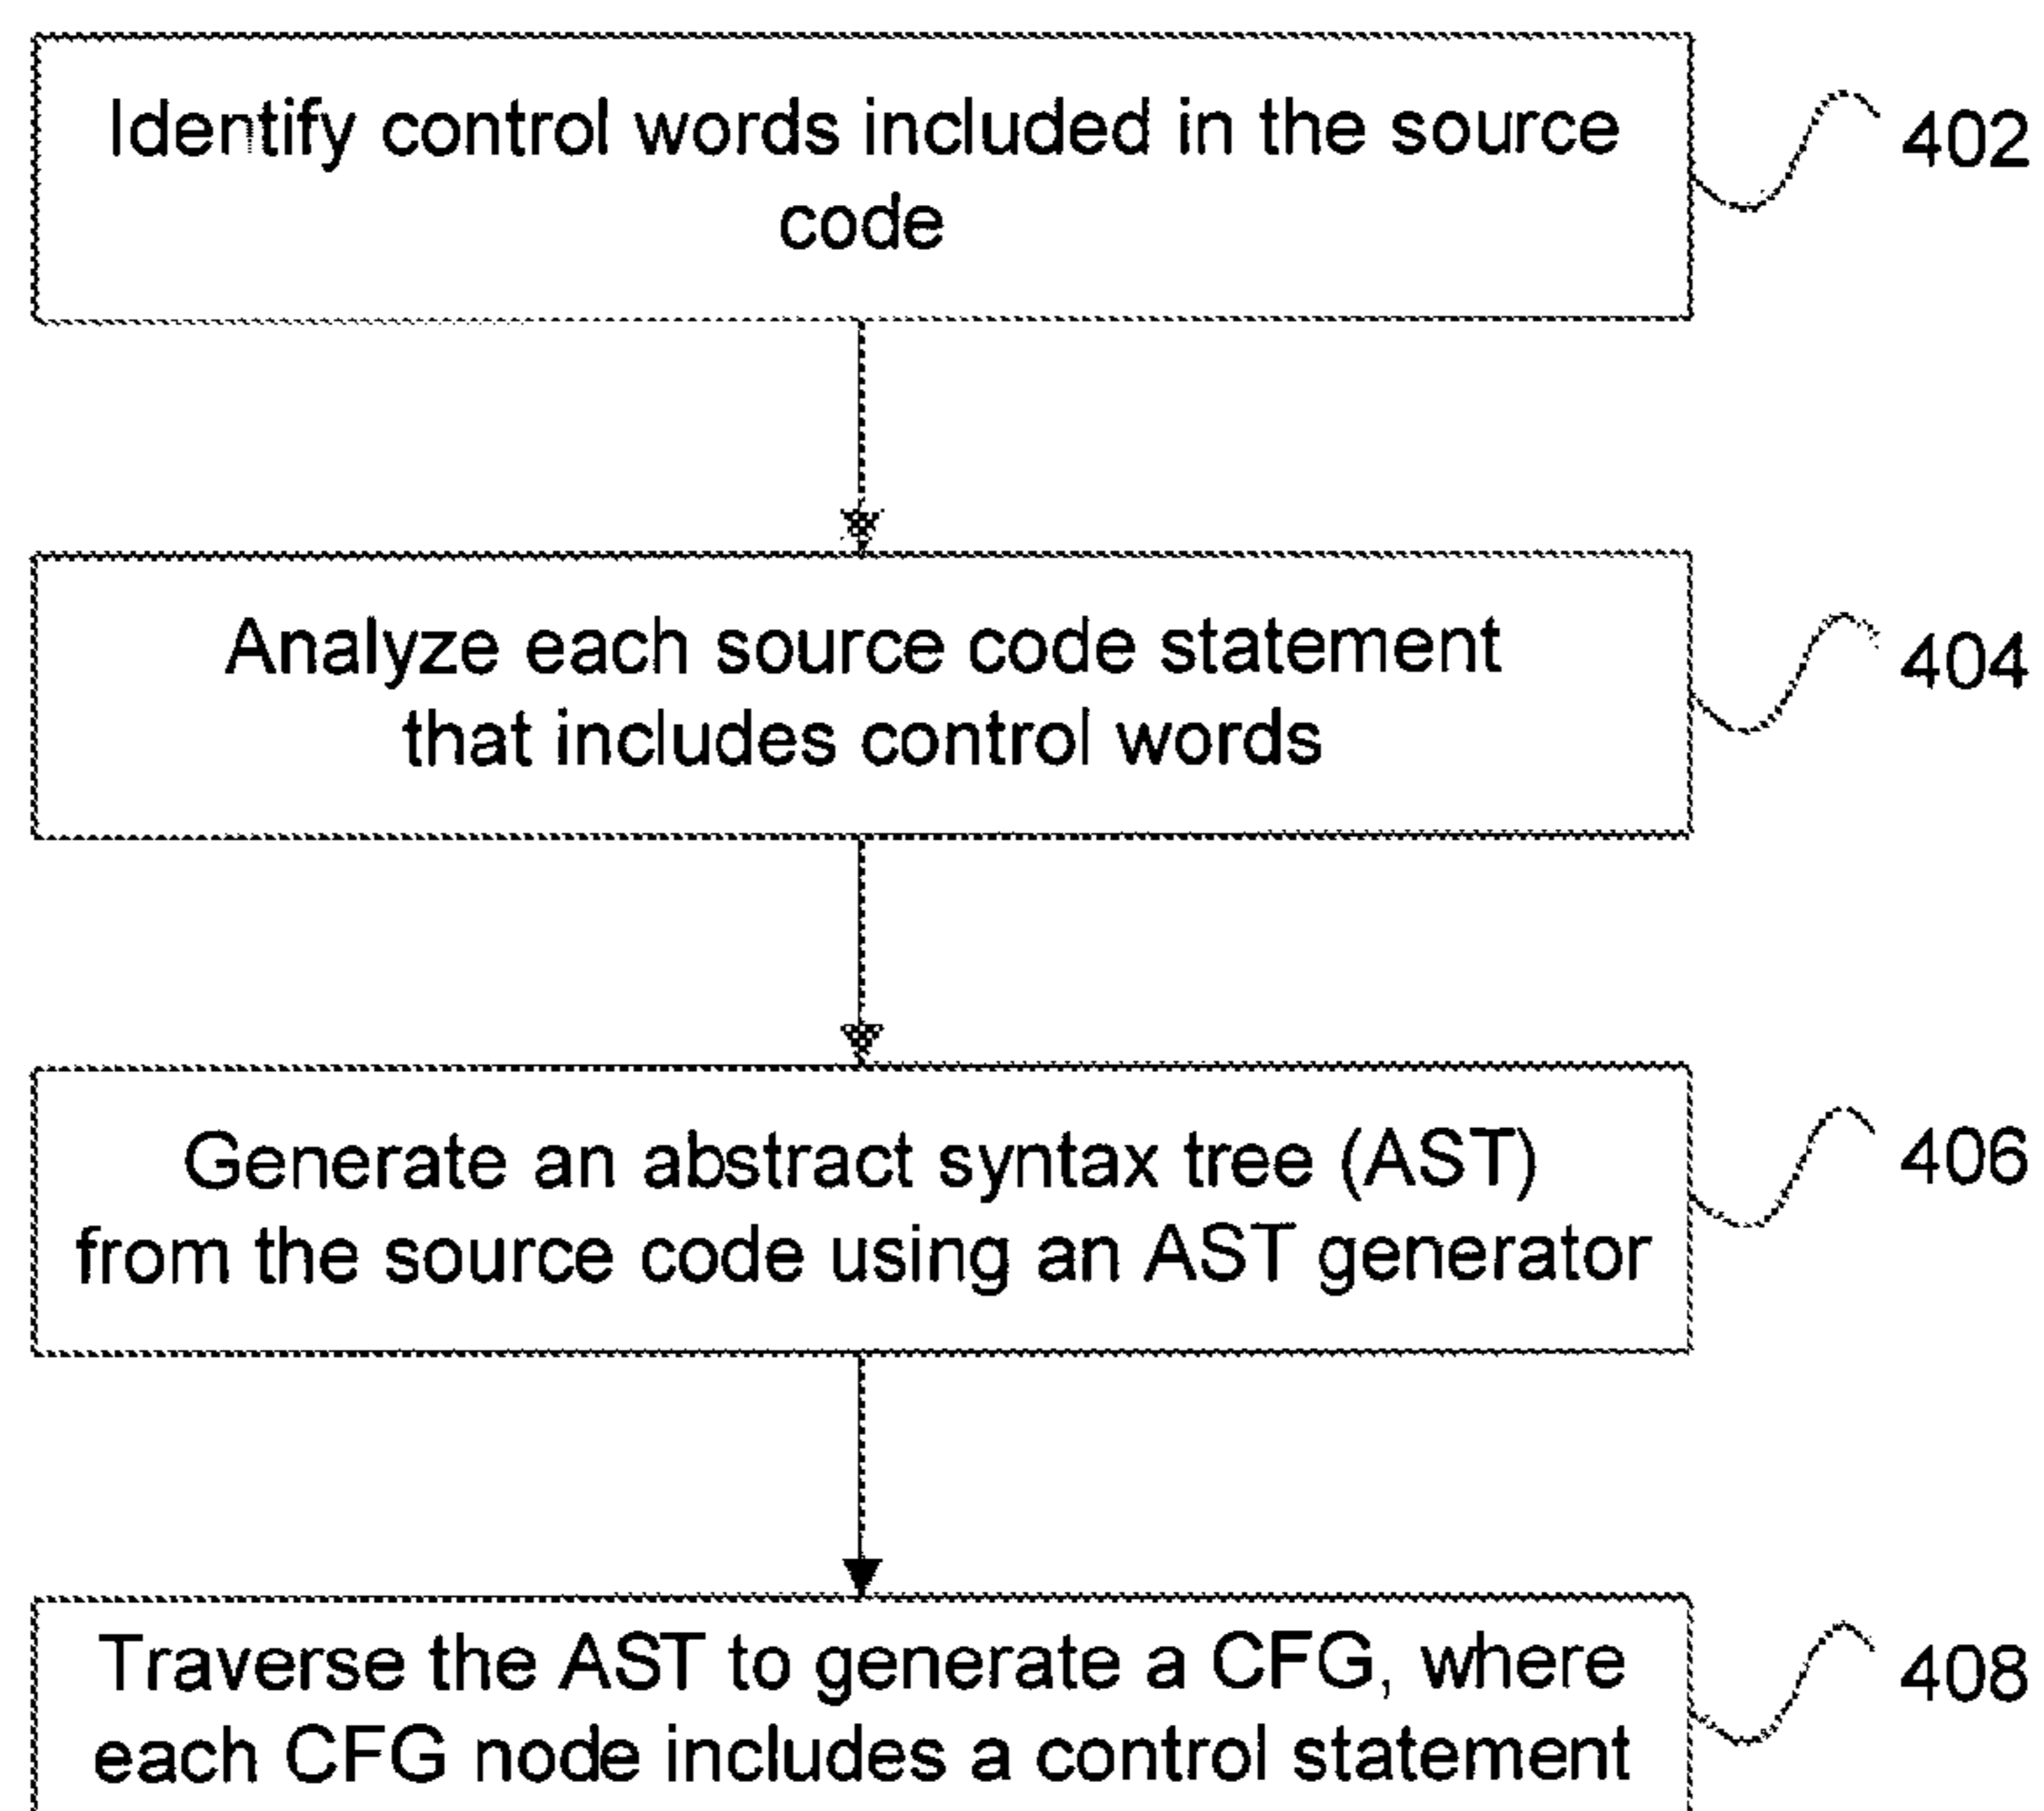 Identify control words included in the source
code
402
Analyze each source code statement
that includes control words
404
Generate an abstract syntax tree (AST)
from the source code using an AST generator
406
Traverse the AST to generate a CFG, where
each CFG node includes a control statement
408